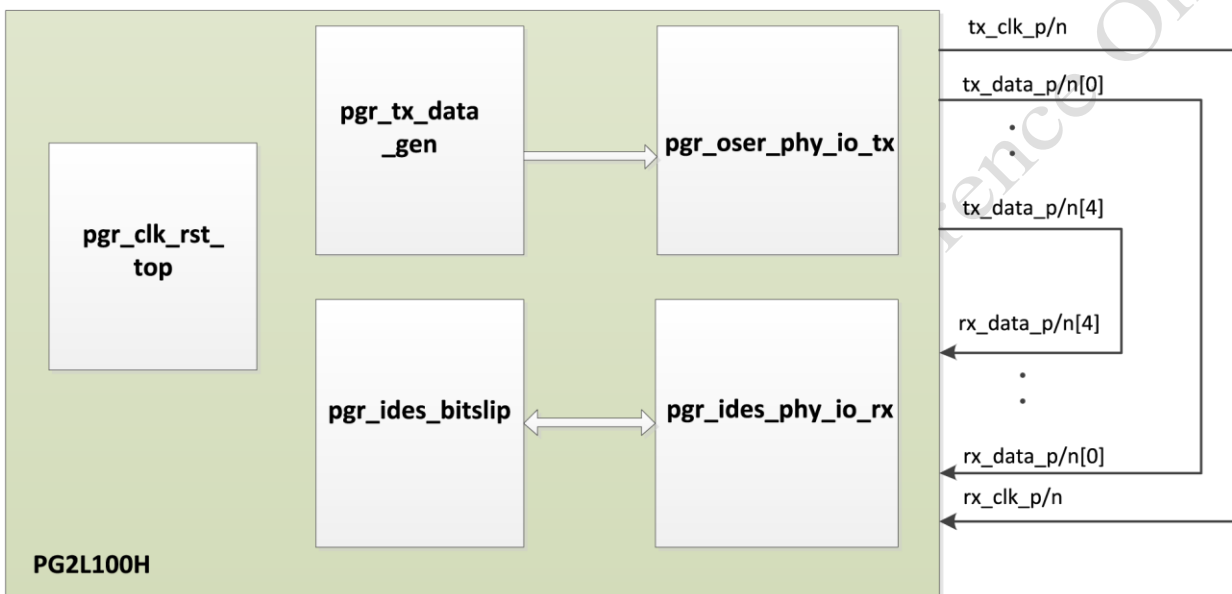 tx_clk_p/n
tx_data_p/n[0]
pgr_tx_data
_gen
pgr_oser_phy_io_tx
tx_data_p/n[4]
pgr_clk_rst_
top
rx_data_p/n[4]
pgr_ides_bitslip
pgr_ides_phy_io_rx
rx_data_p/n[0]
rx_clk_p/n
PG2L100H